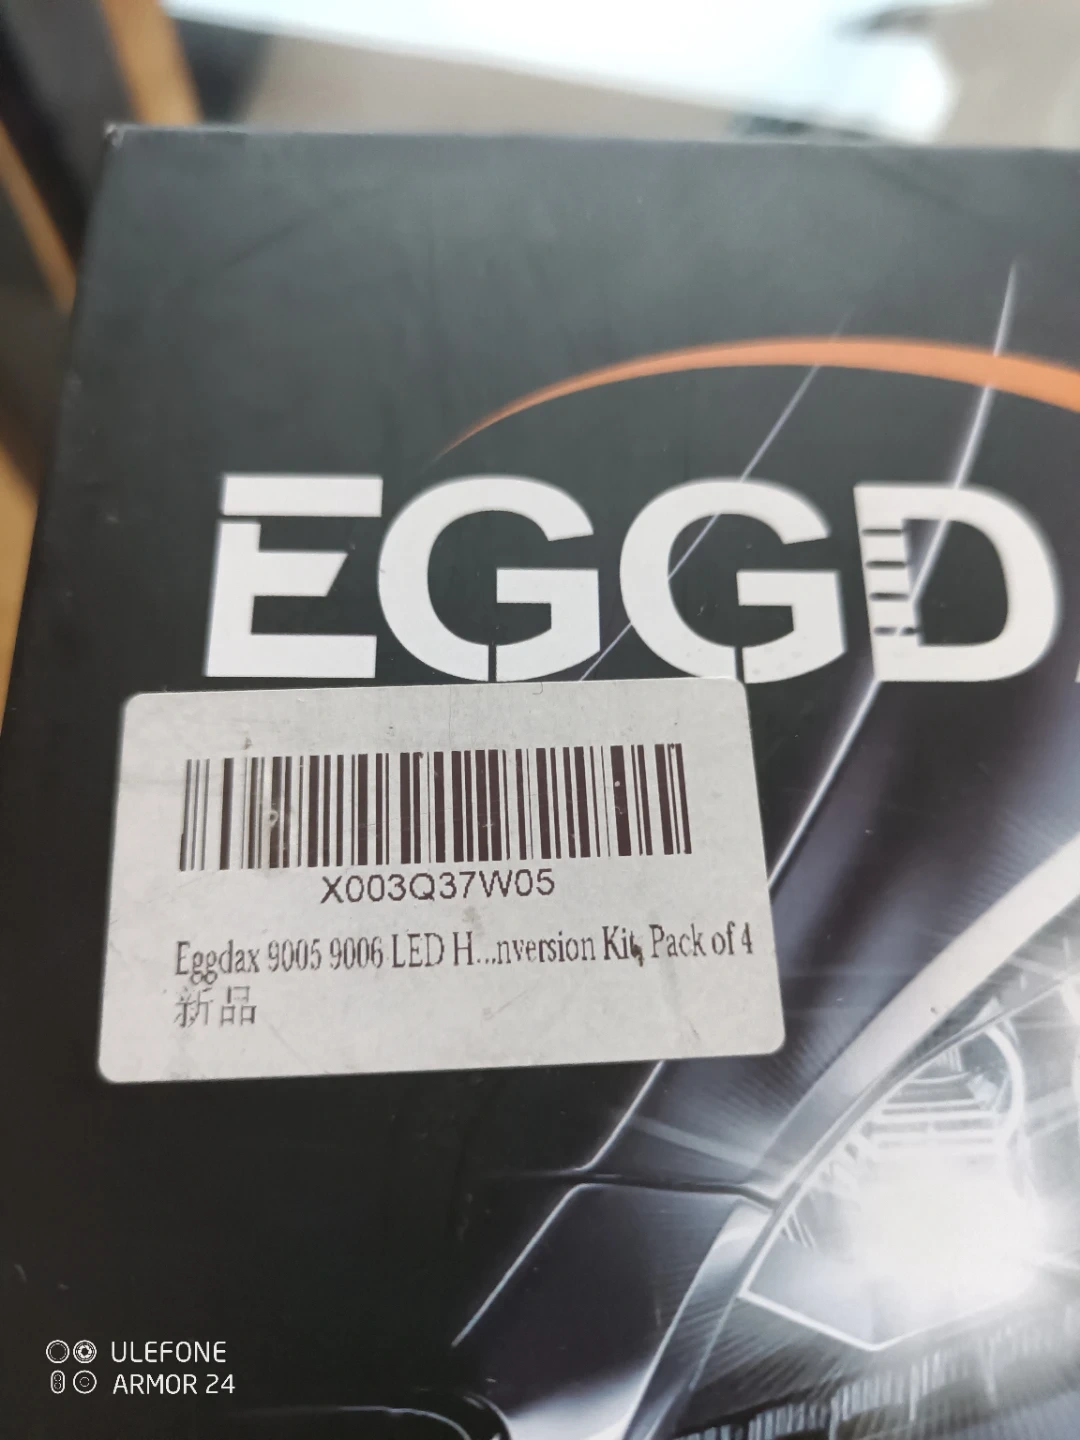 EGGD
X003Q37W05
Eggdax 9005 9006 LED H...nversion Kit, Pack of 4
新品
ULEFONE
ARMOR 24